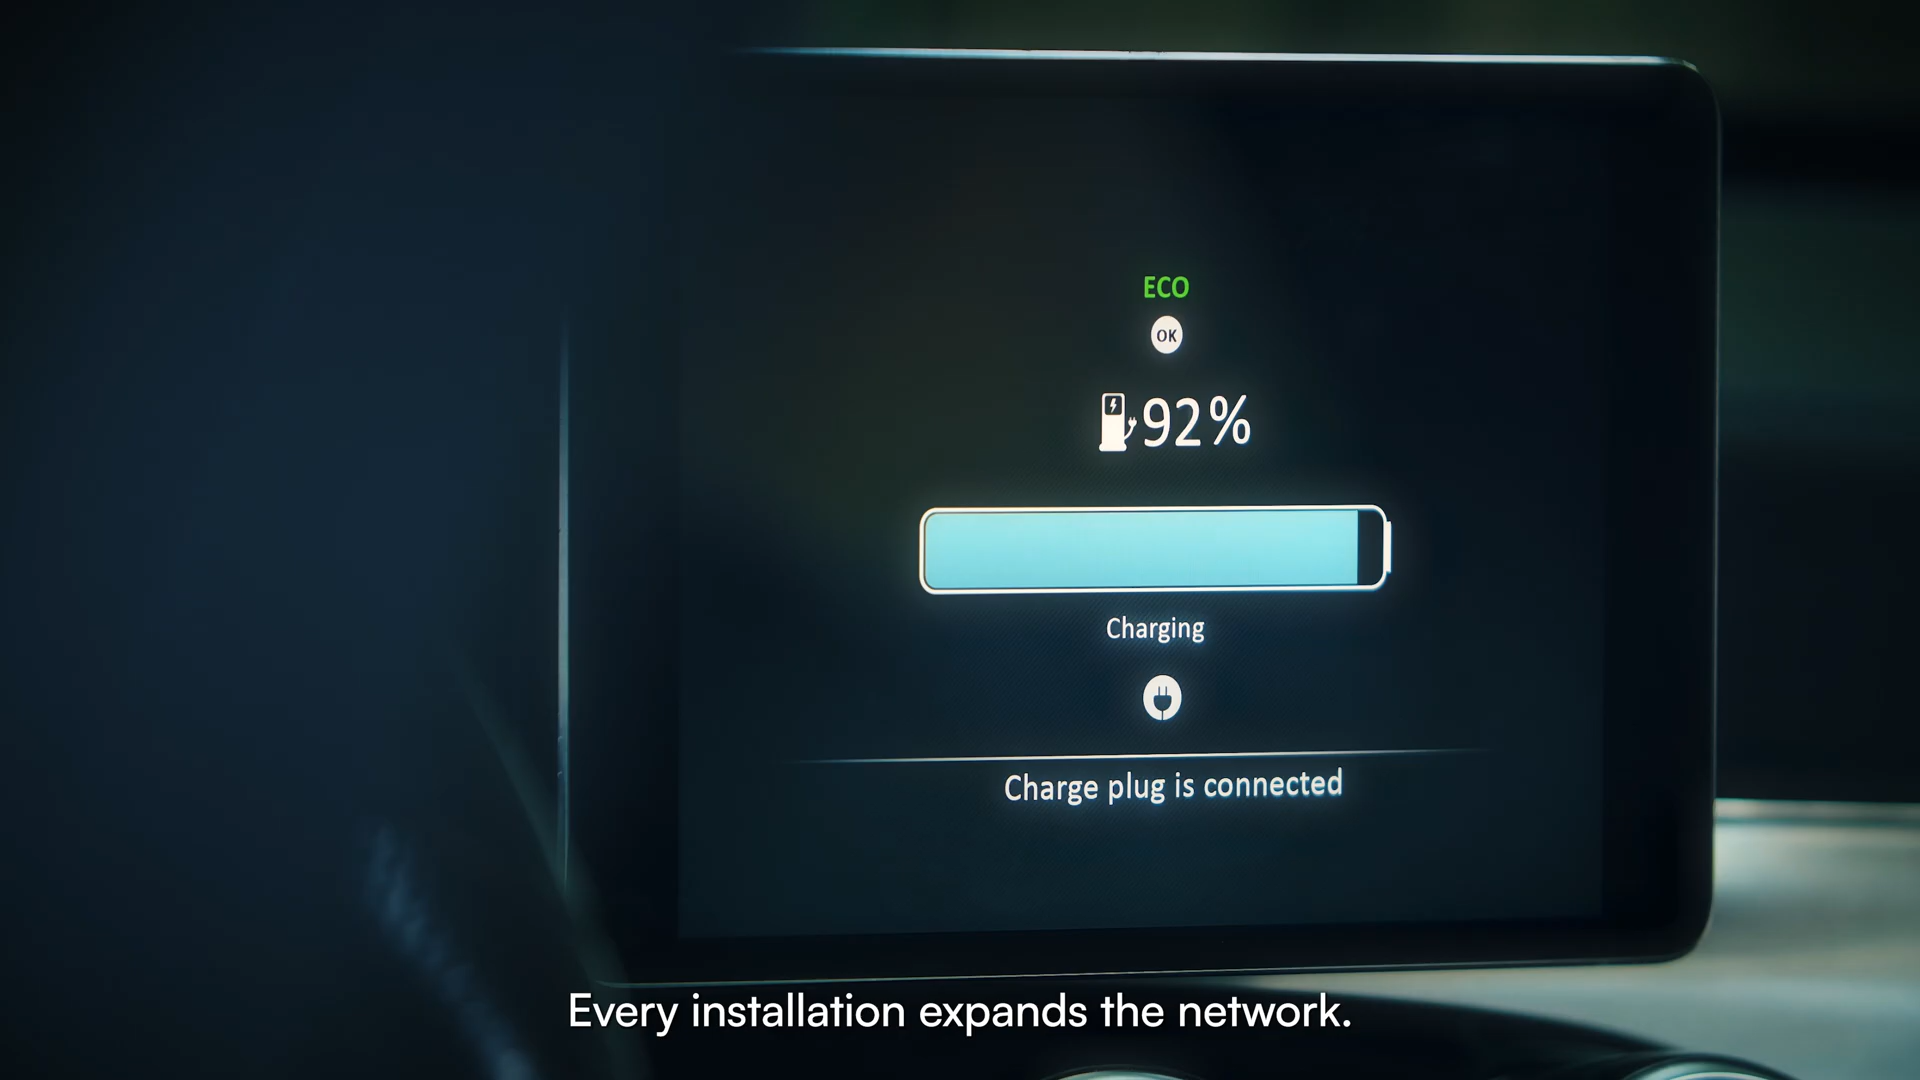 ECO
OK
92%
Charging
Charge plug is connected
Every installation expands the network.